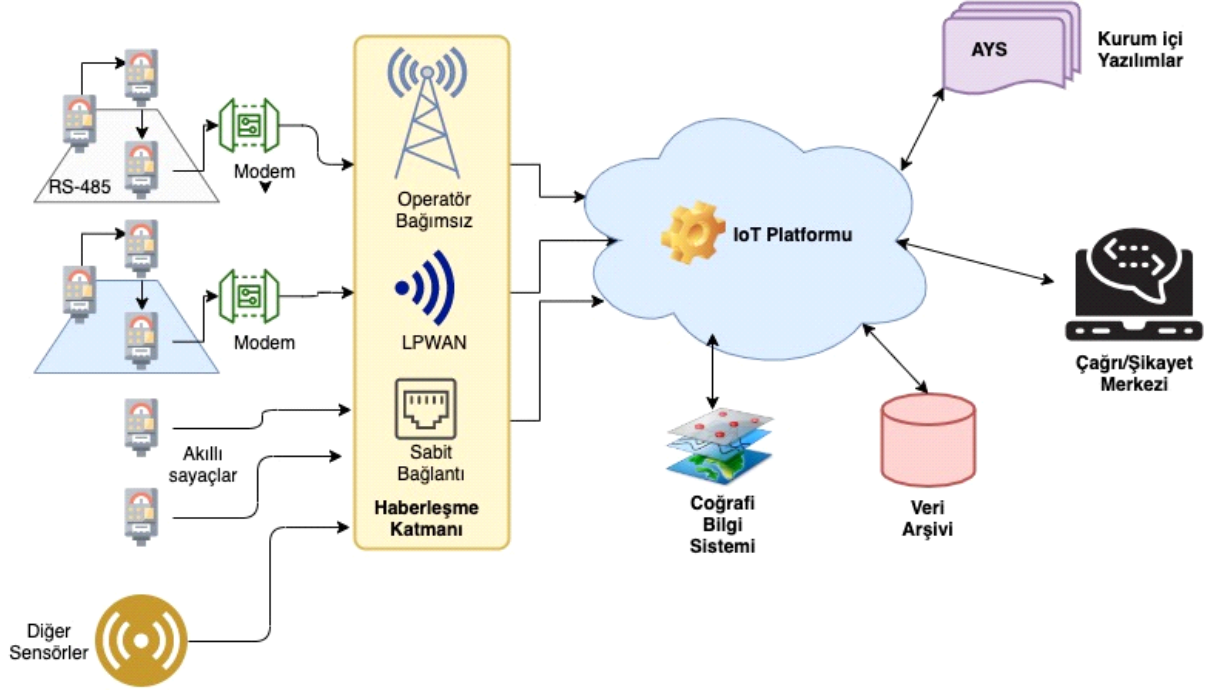 AYS
Kurum içi
Yazılımlar
RS-485
Modem
Operatör
Bağımsız
IoT Platformu
Modem
LPWAN
Çağrı/Şikayet
Merkezi
Akıllı
sayaçlar
Sabit
Bağlantı
Haberleşme
Katmanı
Coğrafi
Bilgi
Sistemi
Veri
Arşivi
Diğer
Sensörler